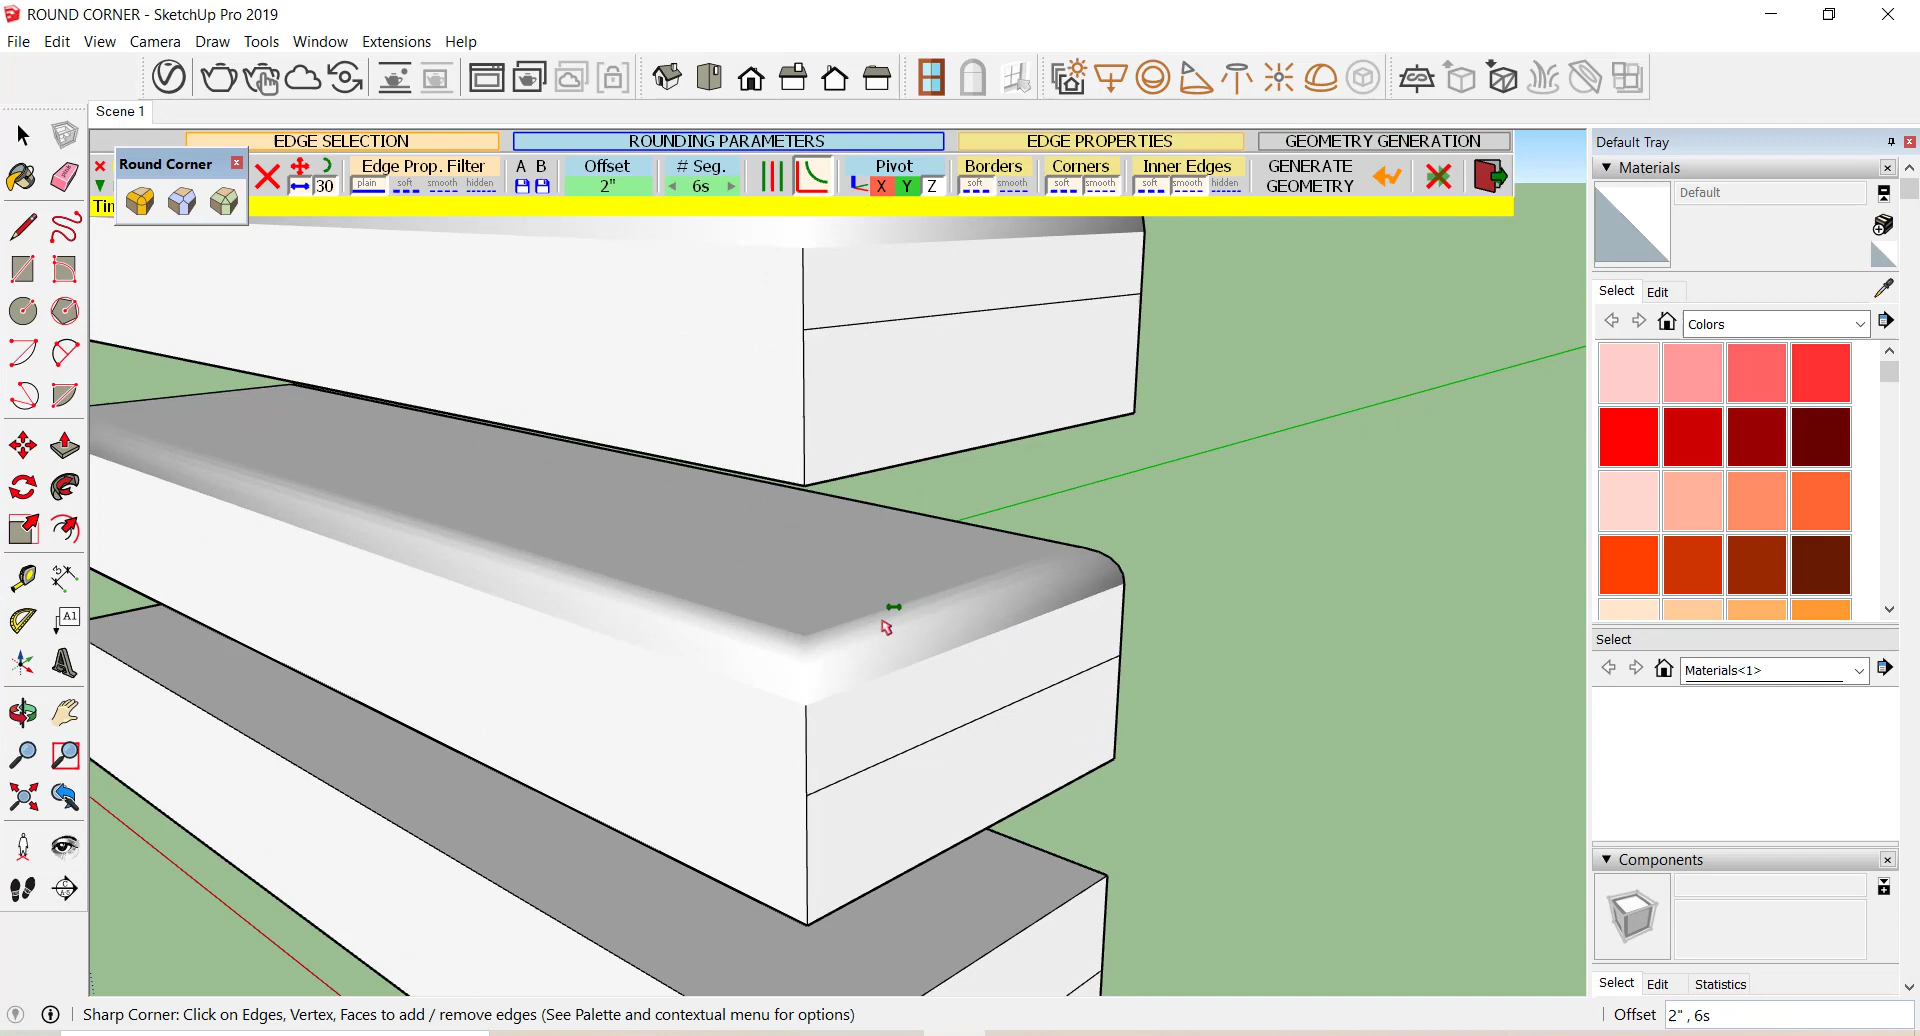 ROUND CORNER - SketchUp Pro 2019
File Edit View Camera Draw Tools Window Extensions Help
Scene 1
EDGE SELECTION ROUNDING PARAMETERS EDGE PROPERTIES GEOMETRY GENERATION
Round Corner
30
Edge Prop. Filter
plain soft smooth hidden
A B
Offset
2"
# Seg.
6s
Pivot
X Y Z
Borders
soft smooth
Corners
soft smooth
Inner Edges
soft smooth hidden
GENERATE
GEOMETRY
Tin
A1
Default Tray
Materials
Default
Select Edit
Colors
Select
Materials<1>
Components
Select Edit Statistics
Sharp Corner: Click on Edges, Vertex, Faces to add / remove edges (See Palette and contextual menu for options)
Offset 2" , 6s